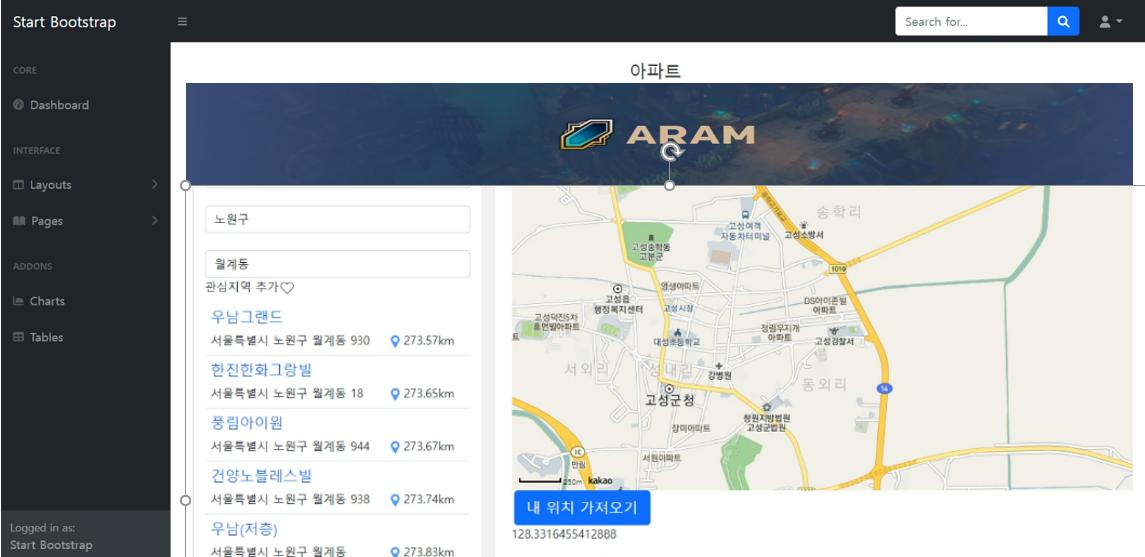 Start Bootstrap
Search for...
CORE
Dashboard
INTERFACE
Layouts
Pages
ADDONS
Charts
Tables
Logged in as:
Start Bootstrap
아파트
ARAM
노원구
월계동
관심지역 추가
우남그랜드
서울특별시 노원구 월계동 930 273.57km
한진한화그랑빌
서울특별시 노원구 월계동 18 273.65km
풍림아이원
서울특별시 노원구 월계동 944 273.67km
건양노블레스빌
서울특별시 노원구 월계동 938 273.74km
우남(저층)
서울특별시 노원구 월계동 273.83km
송학리
고성여객
자동차터미널
고성소방서
고성송학동
고분군
1010
영생아파트
고성읍
행정복지센터
고성시장
DS아이존빌
아파트
고성덕진5차
휴먼빌아파트
대성초등학교
청림무지개
아파트
고성경찰서
서외리
성내리
강병원
동외리
14
고성군청
창원지방법원
고성군법원
장미아파트
IC
서원아파트
250m
kakao
내 위치 가져오기
128.3316455412888